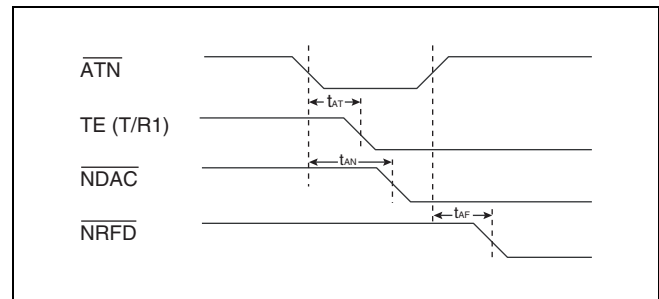 ATN
tAT
TE (T/R1)
tAN
NDAC
tAF
NRFD